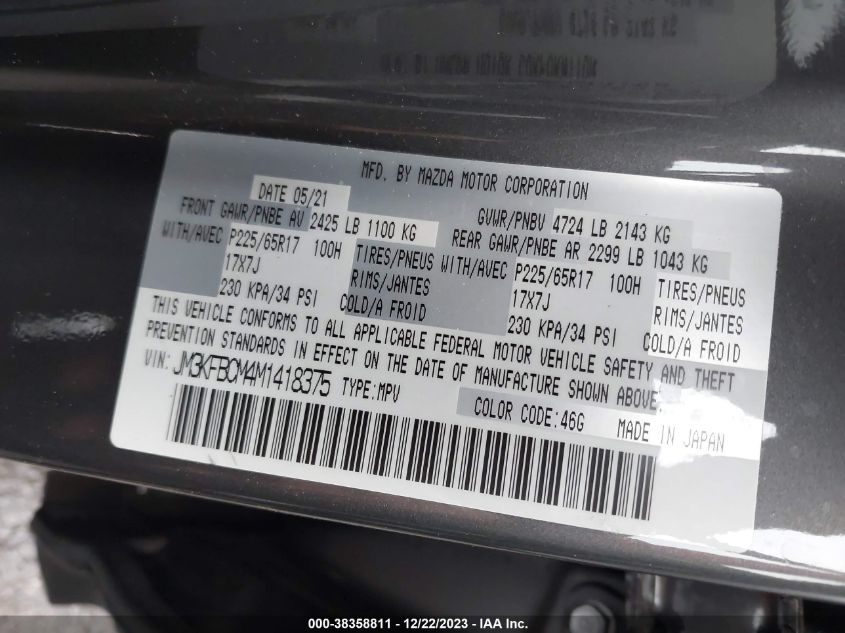 MFD. BY MAZDA MOTOR CORPORATION
DATE 05/21 GVWR/PNBV 4724 LB 2143 KG
FRONT GAWR/PNBE AV 2425 LB 1100 KG REAR GAWR/PNBE AR 2299 LB 1043 KG
WITH/AVEC P225/65R17 100H TIRES/PNEUS WITH/AVEC P225/65R17 100H TIRES/PNEUS
17X7J RIMS/JANTES 17X7J RIMS/JANTES
230 KPA/34 PSI COLD/A FROID 230 KPA/34 PSI COLD/A FROID
THIS VEHICLE CONFORMS TO ALL APPLICABLE FEDERAL MOTOR VEHICLE SAFETY AND THEFT
PREVENTION STANDARDS IN EFFECT ON THE DATE OF MANUFACTURE SHOWN ABOVE.
VIN: JM3KFBCM4M1418375 TYPE:MPV
COLOR CODE:46G MADE IN JAPAN
000-38358811 - 12/22/2023 - IAA Inc.